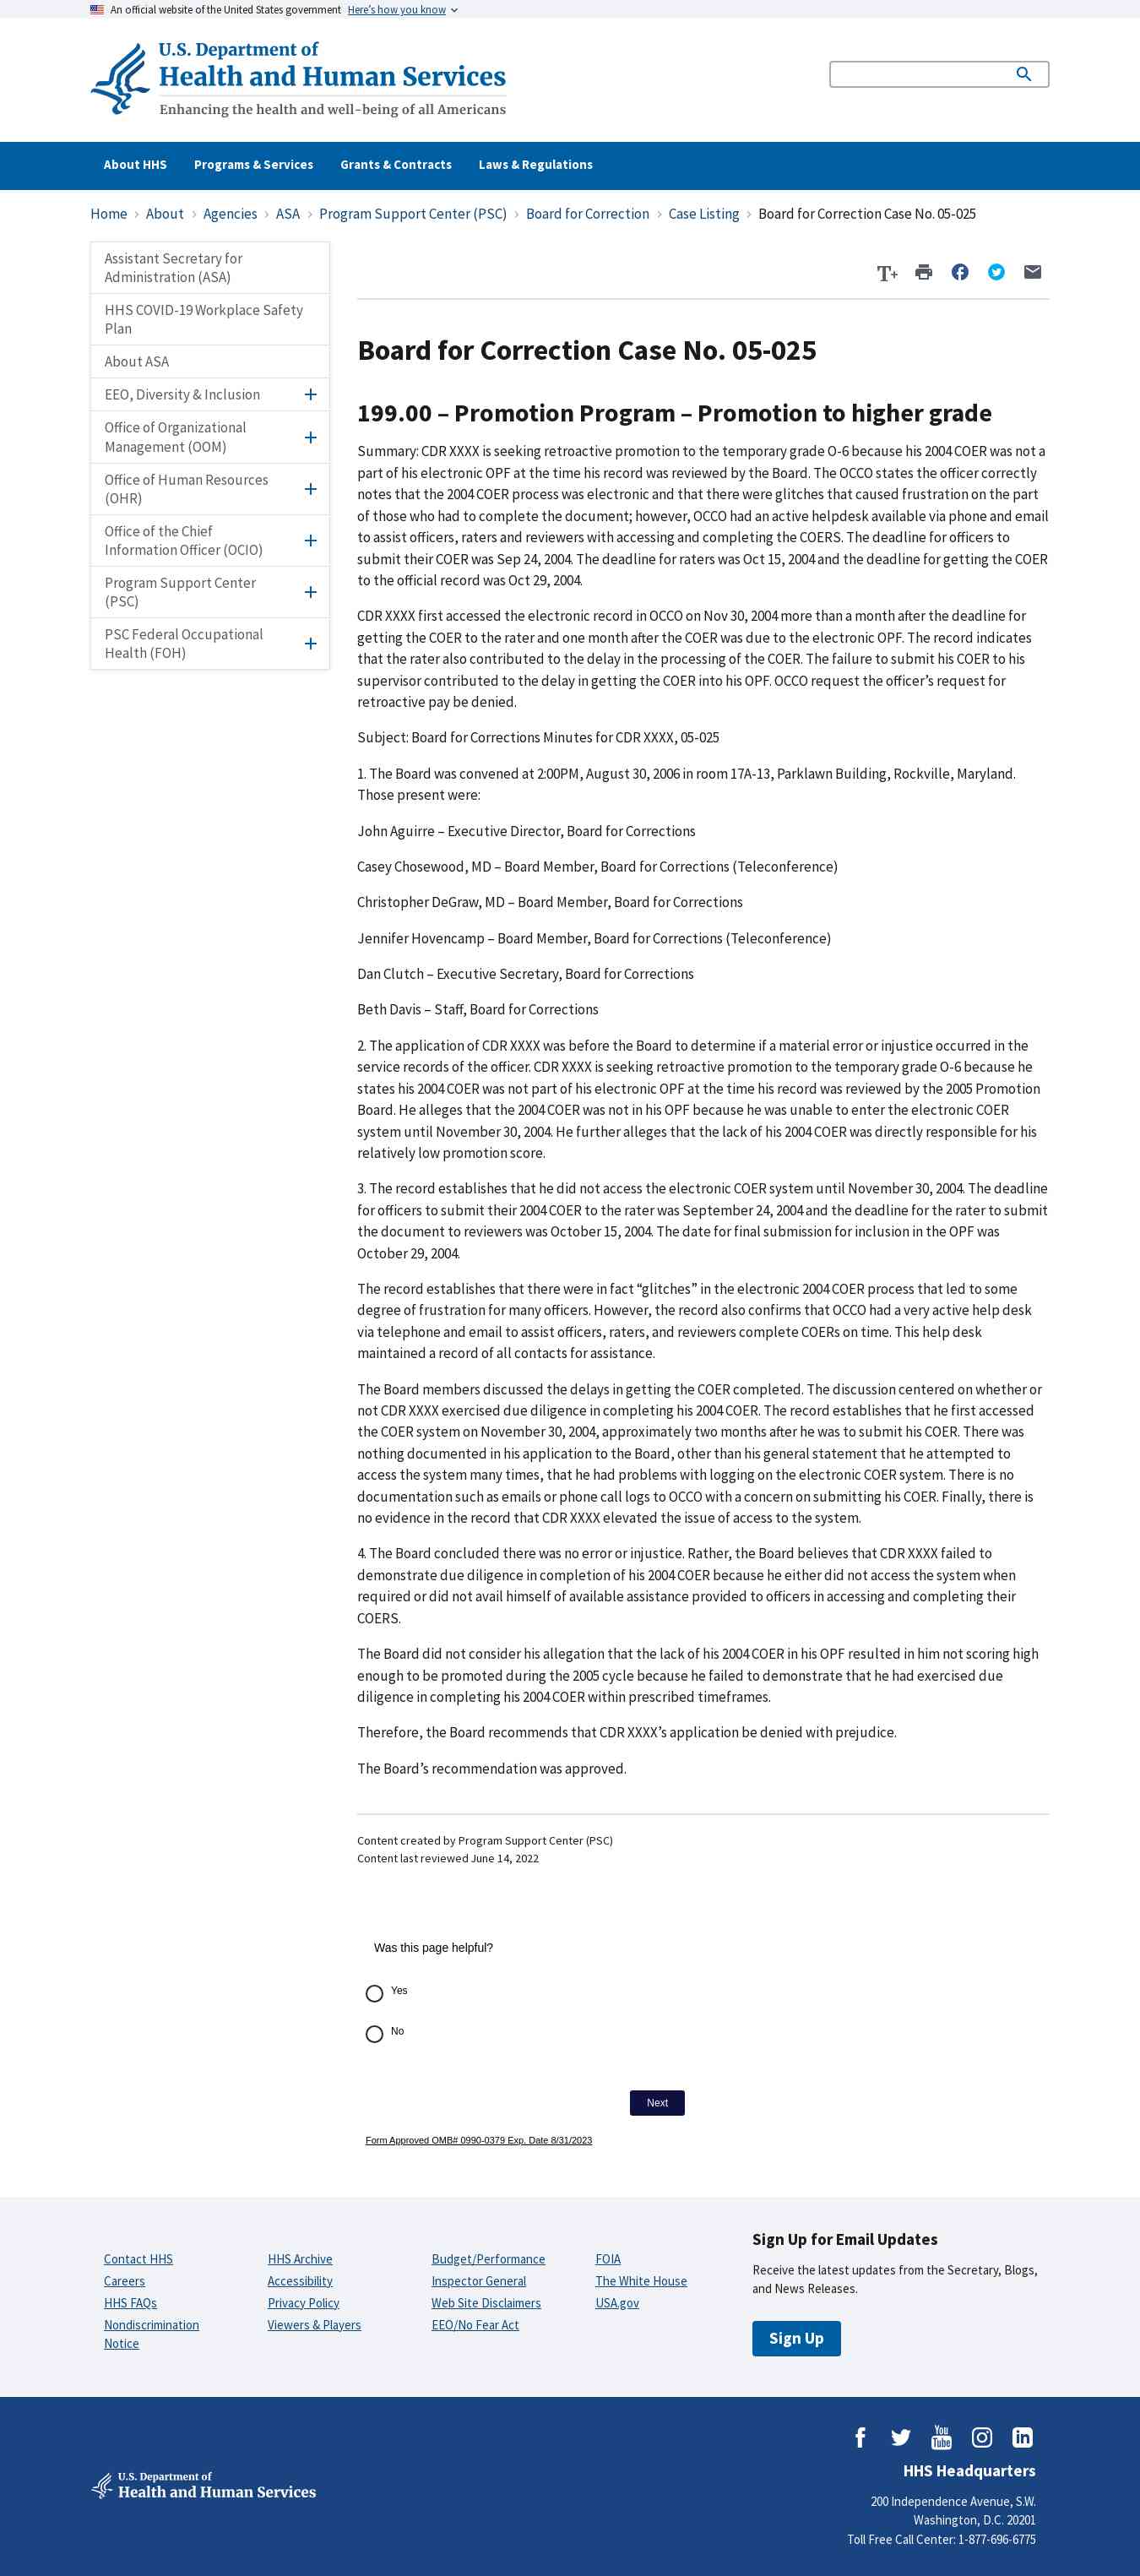 An official website of the United States government Here's how you know
U.S. Department of
Health and Human Services
Enhancing the health and well-being of all Americans
About HHS Programs & Services Grants & Contracts Laws & Regulations
Home › About › Agencies › ASA › Program Support Center (PSC) › Board for Correction › Case Listing › Board for Correction Case No. 05-025
Assistant Secretary for
Administration (ASA)
HHS COVID-19 Workplace Safety
Plan
About ASA
EEO, Diversity & Inclusion
Office of Organizational
Management (OOM)
Office of Human Resources
(OHR)
Office of the Chief
Information Officer (OCIO)
Program Support Center
(PSC)
PSC Federal Occupational
Health (FOH)
T+
Board for Correction Case No. 05-025
199.00 – Promotion Program – Promotion to higher grade
Summary: CDR XXXX is seeking retroactive promotion to the temporary grade O-6 because his 2004 COER was not a
part of his electronic OPF at the time his record was reviewed by the Board. The OCCO states the officer correctly
notes that the 2004 COER process was electronic and that there were glitches that caused frustration on the part
of those who had to complete the document; however, OCCO had an active helpdesk available via phone and email
to assist officers, raters and reviewers with accessing and completing the COERS. The deadline for officers to
submit their COER was Sep 24, 2004. The deadline for raters was Oct 15, 2004 and the deadline for getting the COER
to the official record was Oct 29, 2004.
CDR XXXX first accessed the electronic record in OCCO on Nov 30, 2004 more than a month after the deadline for
getting the COER to the rater and one month after the COER was due to the electronic OPF. The record indicates
that the rater also contributed to the delay in the processing of the COER. The failure to submit his COER to his
supervisor contributed to the delay in getting the COER into his OPF. OCCO request the officer's request for
retroactive pay be denied.
Subject: Board for Corrections Minutes for CDR XXXX, 05-025
1. The Board was convened at 2:00PM, August 30, 2006 in room 17A-13, Parklawn Building, Rockville, Maryland.
Those present were:
John Aguirre – Executive Director, Board for Corrections
Casey Chosewood, MD – Board Member, Board for Corrections (Teleconference)
Christopher DeGraw, MD – Board Member, Board for Corrections
Jennifer Hovencamp – Board Member, Board for Corrections (Teleconference)
Dan Clutch – Executive Secretary, Board for Corrections
Beth Davis – Staff, Board for Corrections
2. The application of CDR XXXX was before the Board to determine if a material error or injustice occurred in the
service records of the officer. CDR XXXX is seeking retroactive promotion to the temporary grade O-6 because he
states his 2004 COER was not part of his electronic OPF at the time his record was reviewed by the 2005 Promotion
Board. He alleges that the 2004 COER was not in his OPF because he was unable to enter the electronic COER
system until November 30, 2004. He further alleges that the lack of his 2004 COER was directly responsible for his
relatively low promotion score.
3. The record establishes that he did not access the electronic COER system until November 30, 2004. The deadline
for officers to submit their 2004 COER to the rater was September 24, 2004 and the deadline for the rater to submit
the document to reviewers was October 15, 2004. The date for final submission for inclusion in the OPF was
October 29, 2004.
The record establishes that there were in fact “glitches” in the electronic 2004 COER process that led to some
degree of frustration for many officers. However, the record also confirms that OCCO had a very active help desk
via telephone and email to assist officers, raters, and reviewers complete COERs on time. This help desk
maintained a record of all contacts for assistance.
The Board members discussed the delays in getting the COER completed. The discussion centered on whether or
not CDR XXXX exercised due diligence in completing his 2004 COER. The record establishes that he first accessed
the COER system on November 30, 2004, approximately two months after he was to submit his COER. There was
nothing documented in his application to the Board, other than his general statement that he attempted to
access the system many times, that he had problems with logging on the electronic COER system. There is no
documentation such as emails or phone call logs to OCCO with a concern on submitting his COER. Finally, there is
no evidence in the record that CDR XXXX elevated the issue of access to the system.
4. The Board concluded there was no error or injustice. Rather, the Board believes that CDR XXXX failed to
demonstrate due diligence in completion of his 2004 COER because he either did not access the system when
required or did not avail himself of available assistance provided to officers in accessing and completing their
COERS.
The Board did not consider his allegation that the lack of his 2004 COER in his OPF resulted in him not scoring high
enough to be promoted during the 2005 cycle because he failed to demonstrate that he had exercised due
diligence in completing his 2004 COER within prescribed timeframes.
Therefore, the Board recommends that CDR XXXX's application be denied with prejudice.
The Board's recommendation was approved.
Content created by Program Support Center (PSC)
Content last reviewed June 14, 2022
Was this page helpful?
Yes
No
Next
Form Approved OMB# 0990-0379 Exp. Date 8/31/2023
Contact HHS
Careers
HHS FAQs
Nondiscrimination
Notice
HHS Archive
Accessibility
Privacy Policy
Viewers & Players
Budget/Performance
Inspector General
Web Site Disclaimers
EEO/No Fear Act
FOIA
The White House
USA.gov
Sign Up for Email Updates
Receive the latest updates from the Secretary, Blogs,
and News Releases.
Sign Up
You
Tube
U.S. Department of
Health and Human Services
HHS Headquarters
200 Independence Avenue, S.W.
Washington, D.C. 20201
Toll Free Call Center: 1-877-696-6775